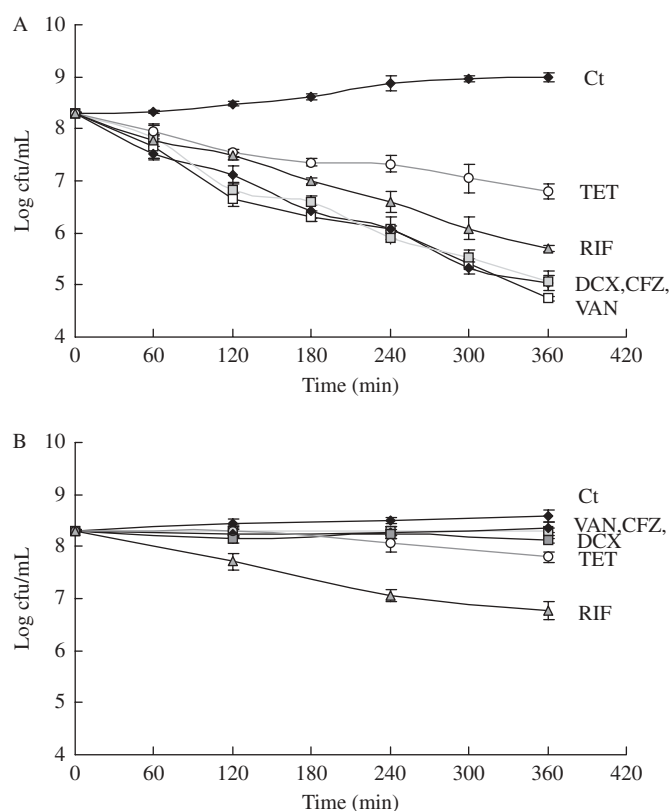 A
10
9
8
7
6
5
4
Log cfu/mL
Ct
TET
RIF
DCX,CFZ,
VAN
0 60 120 180 240 300 360 420
Time (min)
B
10
9
8
7
6
5
4
Log cfu/mL
Ct
VAN,CFZ,
DCX
TET
RIF
0 60 120 180 240 300 360 420
Time (min)